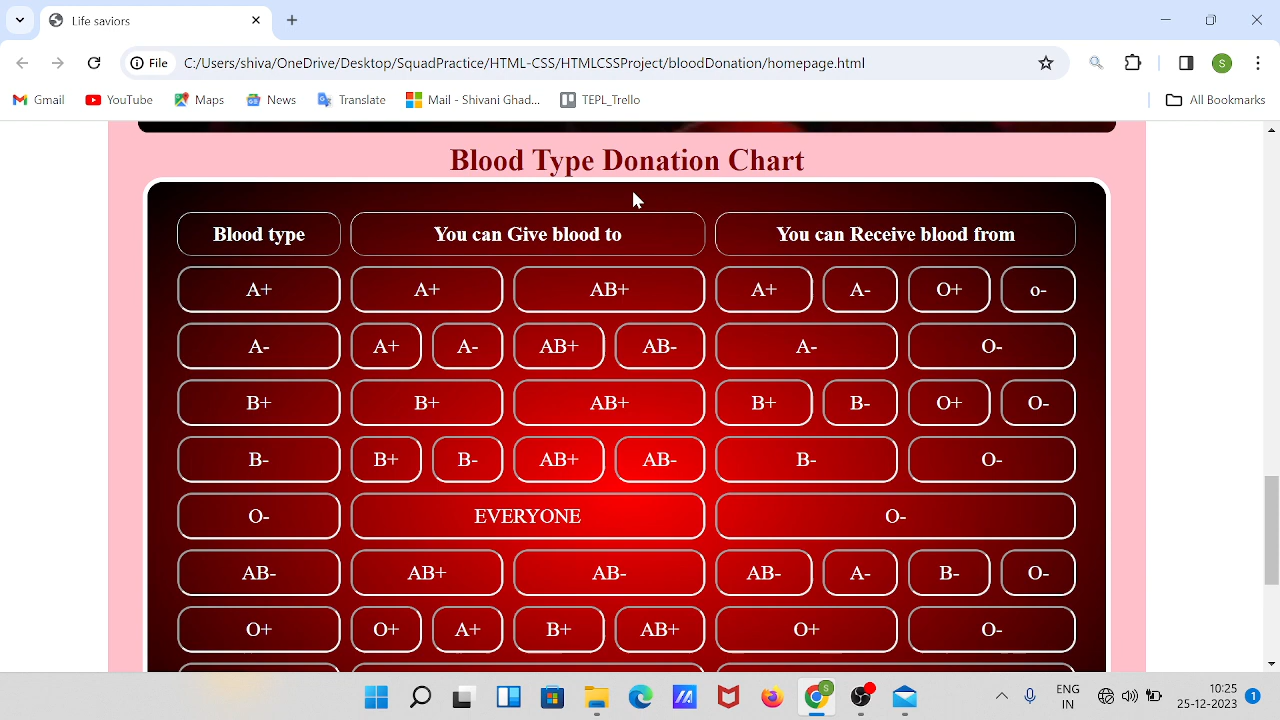 Life saviors
File
C:/Users/shiva/OneDrive/Desktop/SquadPractice/HTML-CSS/HTMLCSSProject/bloodDonation/homepage.html
S
Gmail YouTube Maps News Translate Mail - Shivani Ghad... TEPL_Trello All Bookmarks
Blood Type Donation Chart
Blood type You can Give blood to You can Receive blood from
A+ A+ AB+ A+ A- O+ o-
A- A+ A- AB+ AB- A- O-
B+ B+ AB+ B+ B- O+ O-
B- B+ B- AB+ AB- B- O-
O- EVERYONE O-
AB- AB+ AB- AB- A- B- O-
O+ O+ A+ B+ AB+ O+ O-
ENG 10:25
IN 25-12-2023 1